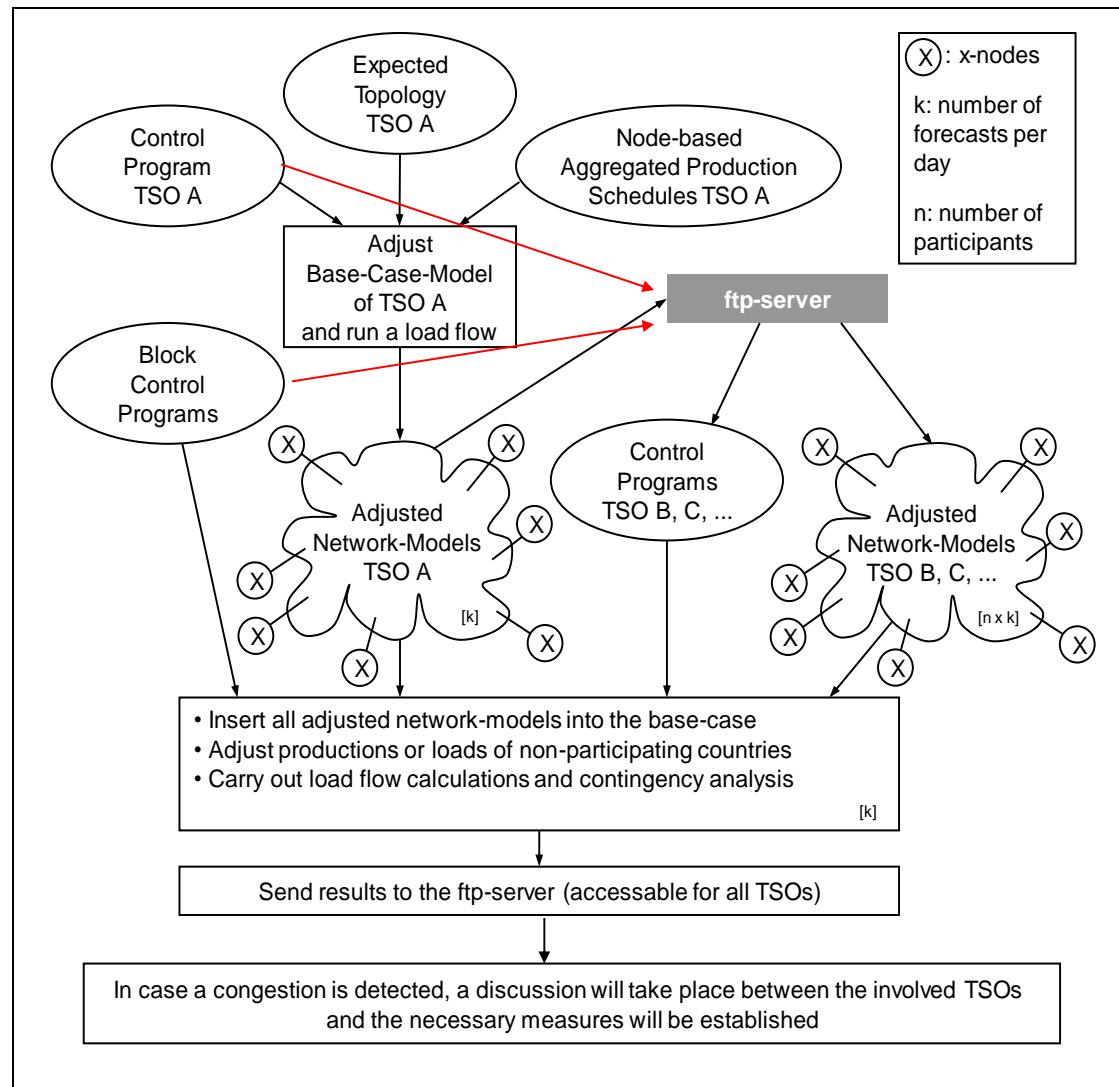 Expected
Topology
TSO A
Control
Program
TSO A
Node-based
Aggregated Production
Schedules TSO A
X : x-nodes
k: number of
forecasts per
day
n: number of
participants
Adjust
Base-Case-Model
of TSO A
and run a load flow
ftp-server
Block
Control
Programs
X
X
X
X
X
X
X
Adjusted
Network-Models
TSO A
[k]
Control
Programs
TSO B, C, ...
X
X
X
X
X
X
X
Adjusted
Network-Models
TSO B, C, ...
[n x k]
• Insert all adjusted network-models into the base-case
• Adjust productions or loads of non-participating countries
• Carry out load flow calculations and contingency analysis
[k]
Send results to the ftp-server (accessable for all TSOs)
In case a congestion is detected, a discussion will take place between the involved TSOs
and the necessary measures will be established